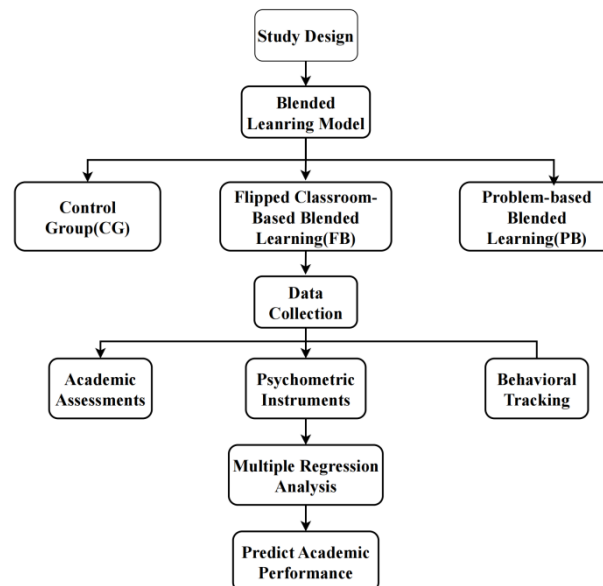 Study Design
Blended
Leanring Model
Control
Group(CG)
Flipped Classroom-
Based Blended
Learning(FB)
Problem-based
Blended
Learning(PB)
Data
Collection
Academic
Assessments
Psychometric
Instruments
Behavioral
Tracking
Multiple Regression
Analysis
Predict Academic
Performance